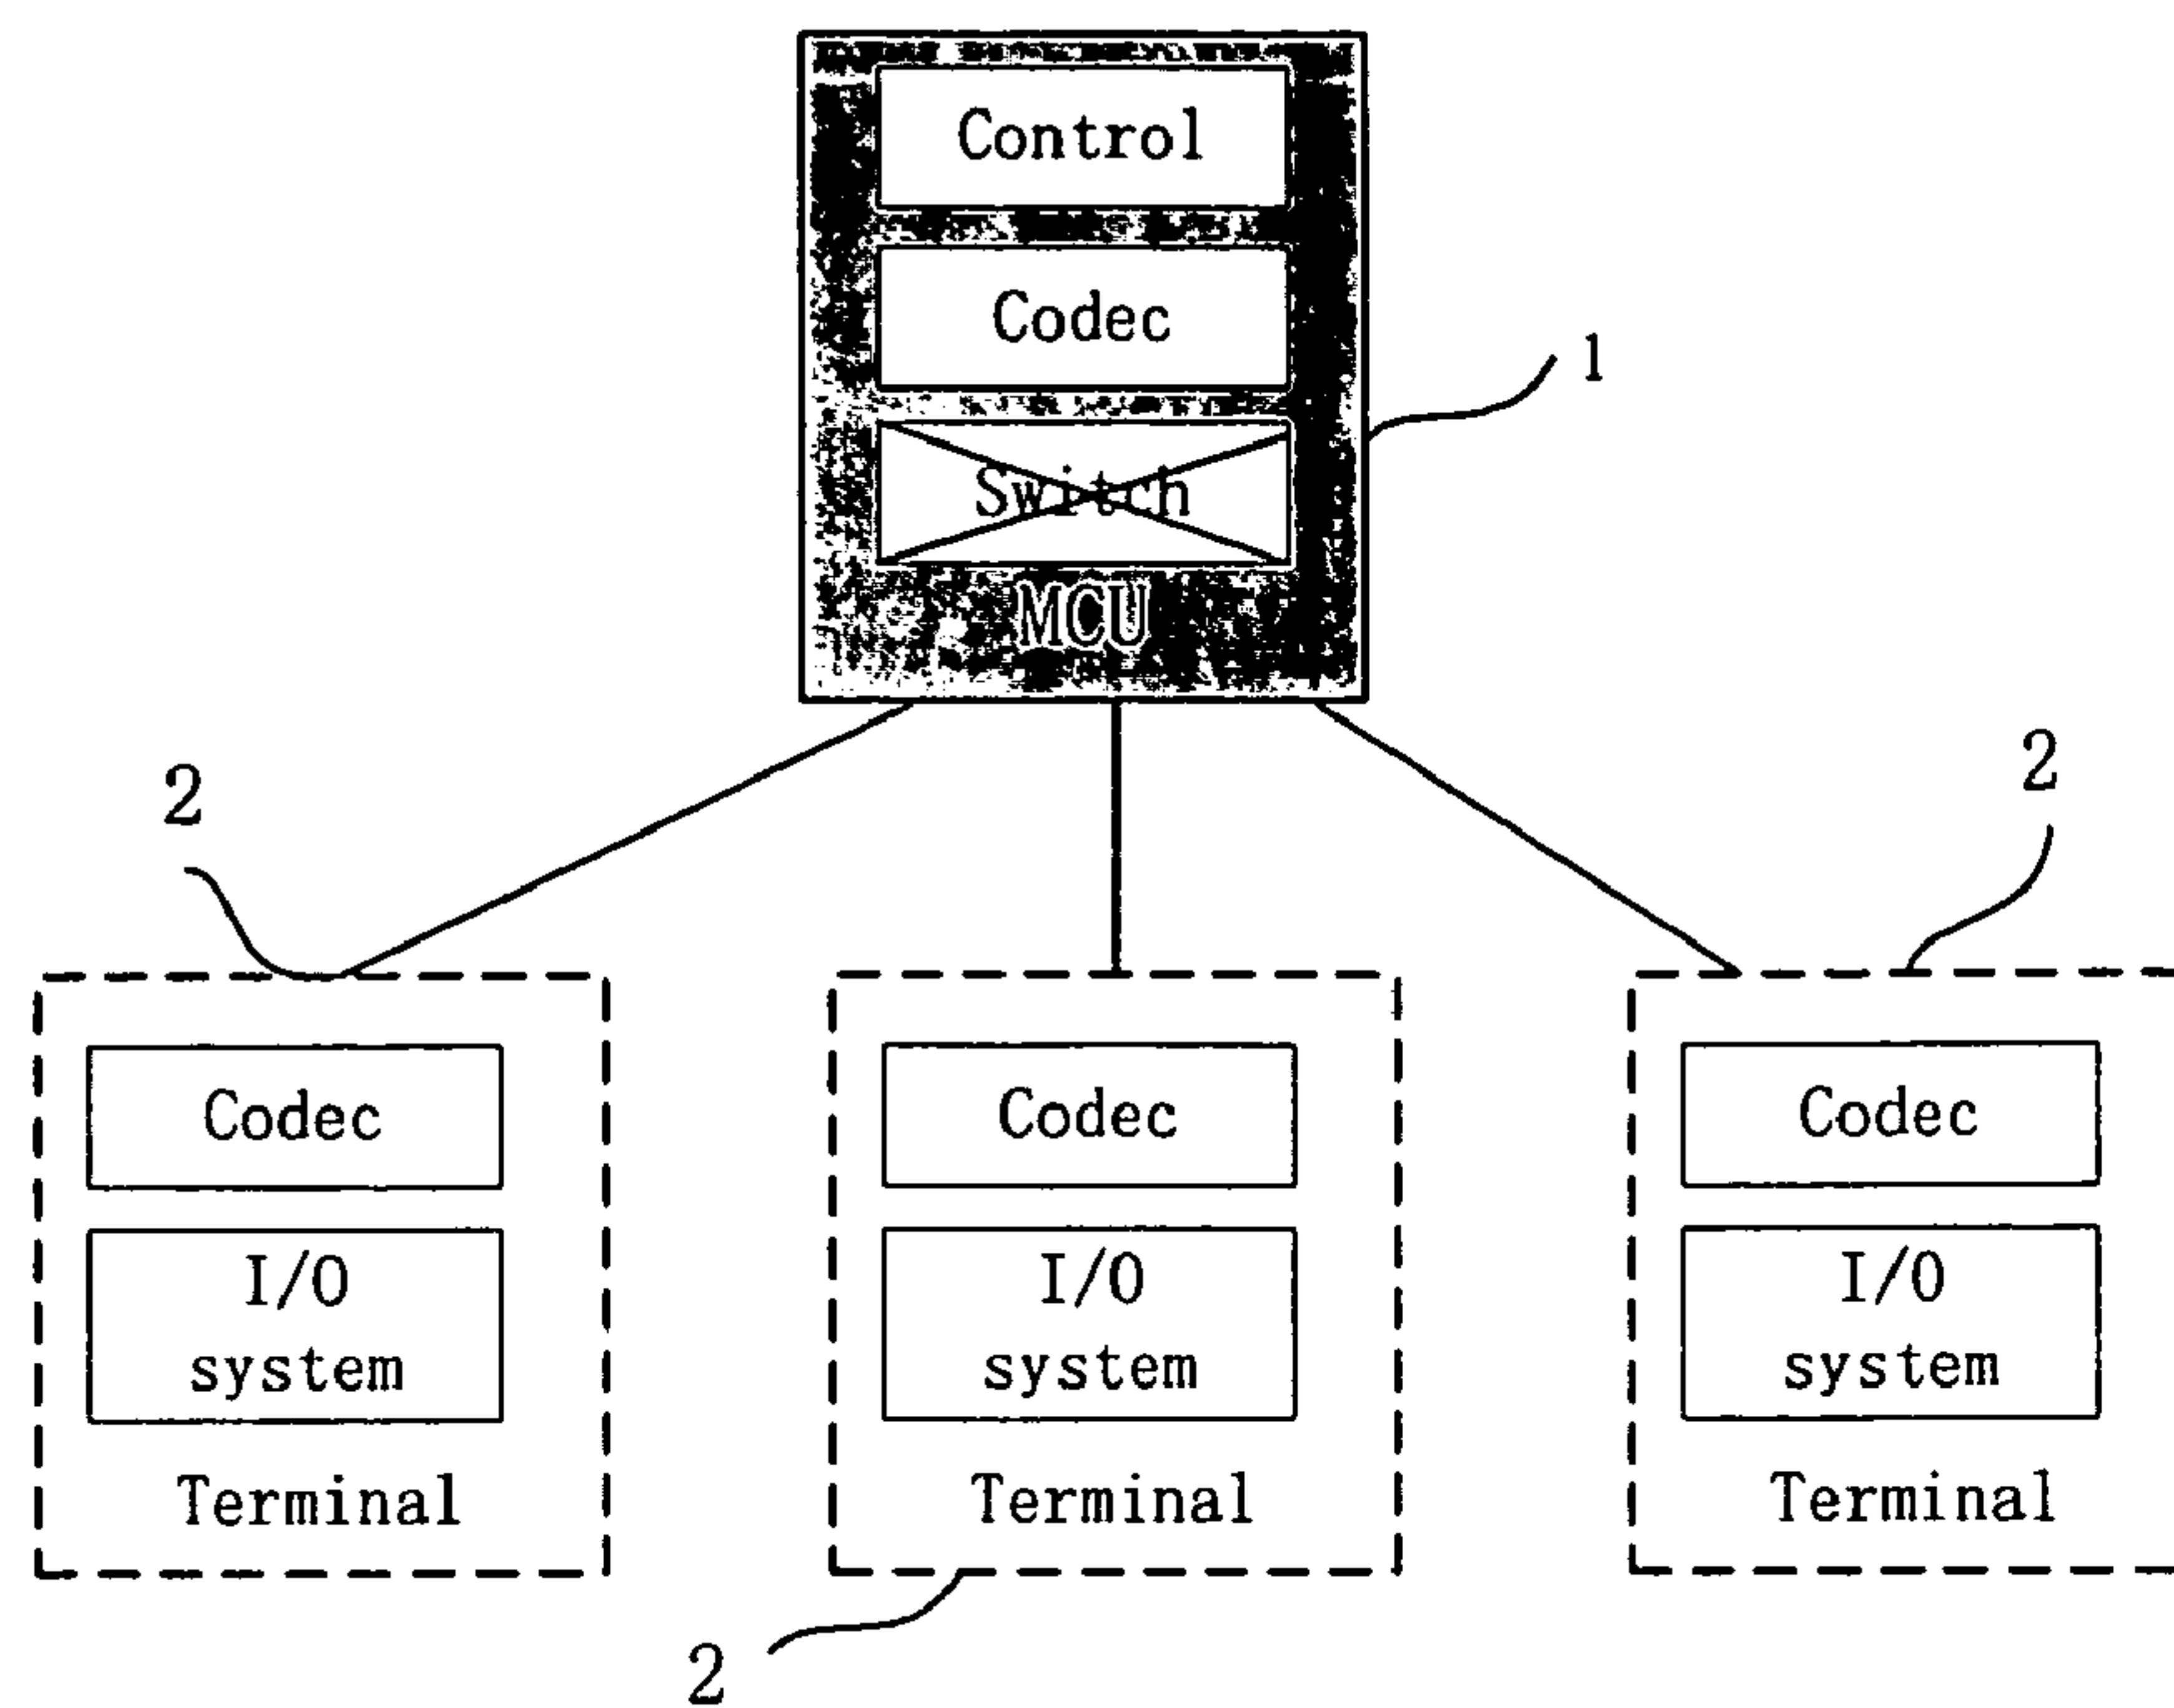 Control
Codec
1
Switch
MCU
2
2
Codec
Codec
Codec
I/O
system
I/O
system
I/O
system
Terminal
Terminal
Terminal
2